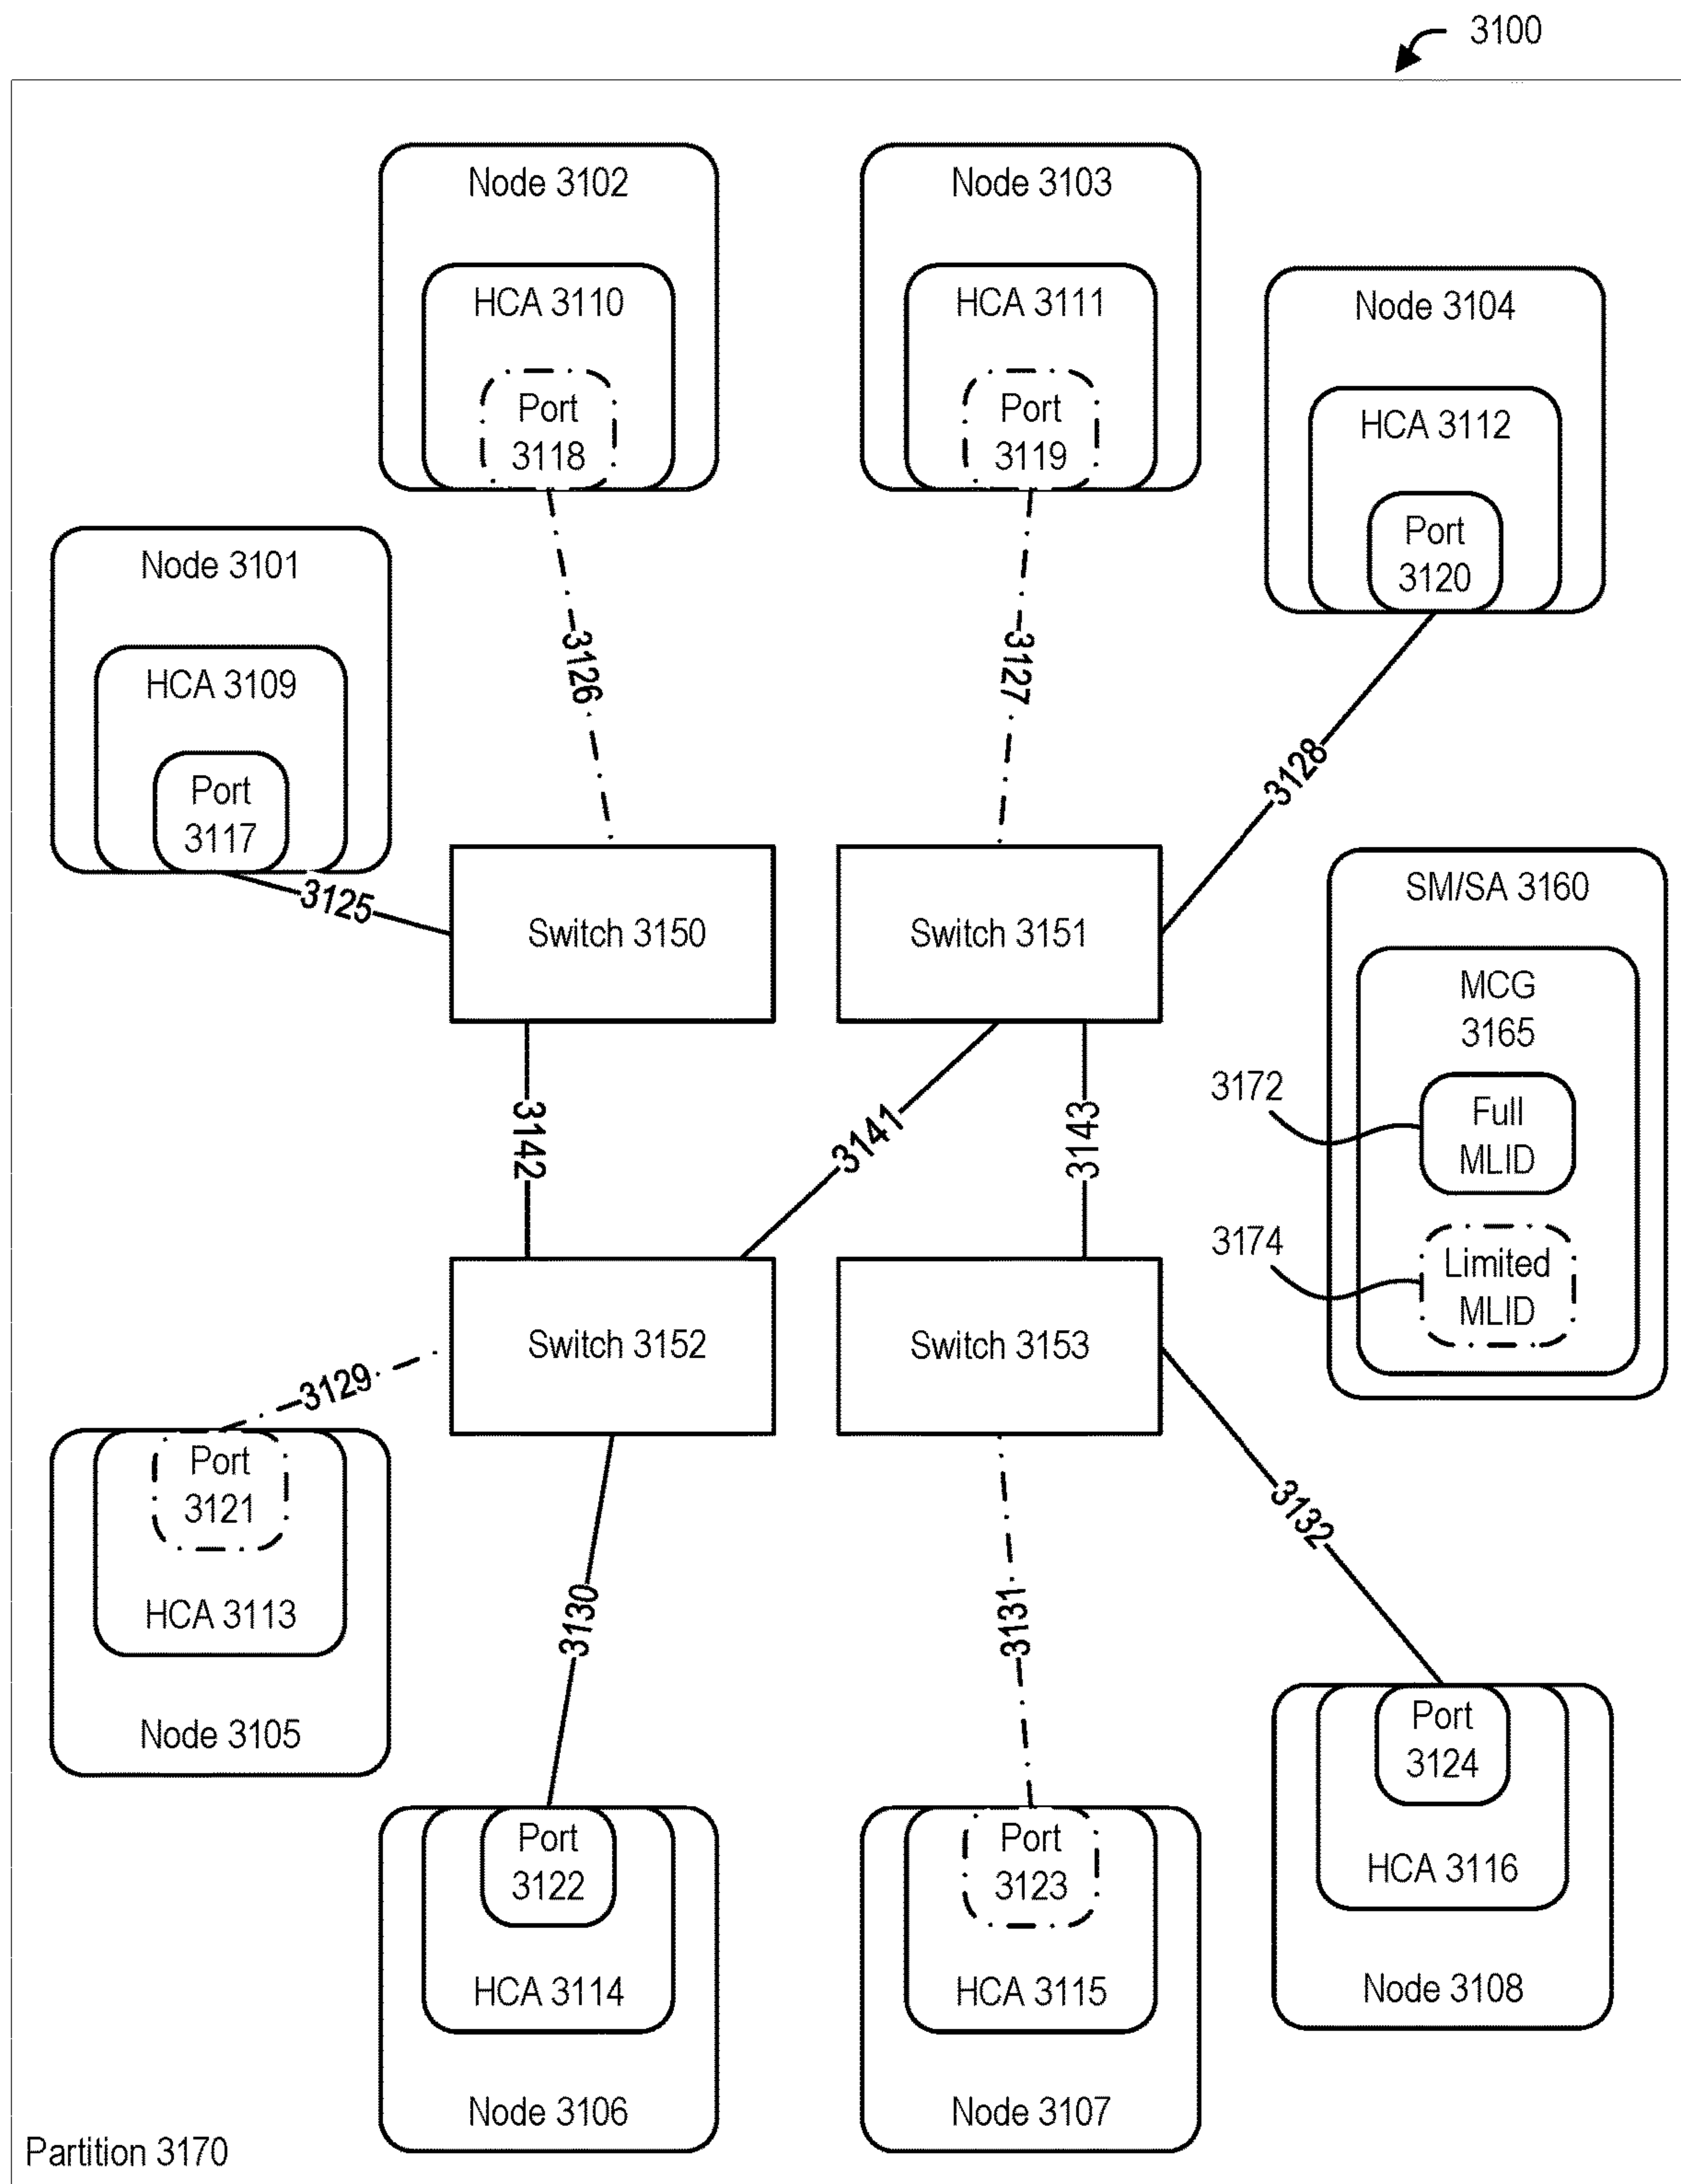 3100
Node 3102
HCA 3110
Port
3118
Node 3103
HCA 3111
Port
3119
Node 3104
HCA 3112
Port
3120
Node 3101
HCA 3109
Port
3117
3126
3127
3128
3125
Switch 3150
Switch 3151
SM/SA 3160
MCG
3165
3172
Full
MLID
3174
Limited
MLID
3142
3141
3143
Switch 3152
Switch 3153
3129
3130
3131
3132
Port
3121
HCA 3113
Node 3105
Port
3122
HCA 3114
Node 3106
Port
3123
HCA 3115
Node 3107
Port
3124
HCA 3116
Node 3108
Partition 3170